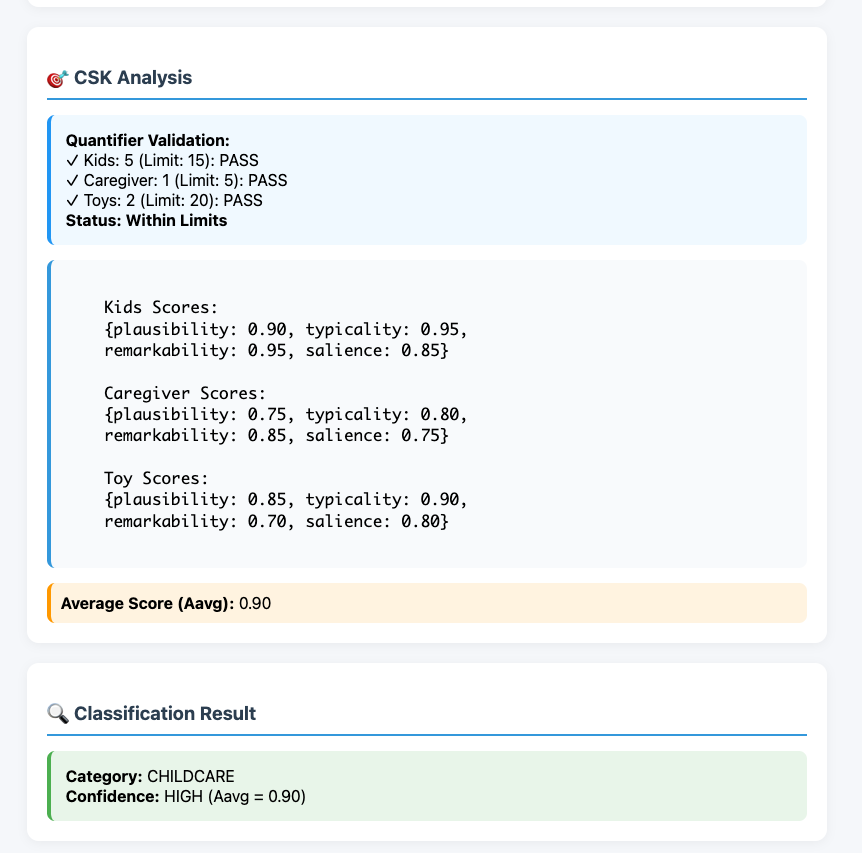 🎯 CSK Analysis
Quantifier Validation:
✓ Kids: 5 (Limit: 15): PASS
✓ Caregiver: 1 (Limit: 5): PASS
✓ Toys: 2 (Limit: 20): PASS
Status: Within Limits
Kids Scores:
{plausibility: 0.90, typicality: 0.95,
remarkability: 0.95, salience: 0.85}
Caregiver Scores:
{plausibility: 0.75, typicality: 0.80,
remarkability: 0.85, salience: 0.75}
Toy Scores:
{plausibility: 0.85, typicality: 0.90,
remarkability: 0.70, salience: 0.80}
Average Score (Aavg): 0.90
🔍 Classification Result
Category: CHILDCARE
Confidence: HIGH (Aavg = 0.90)